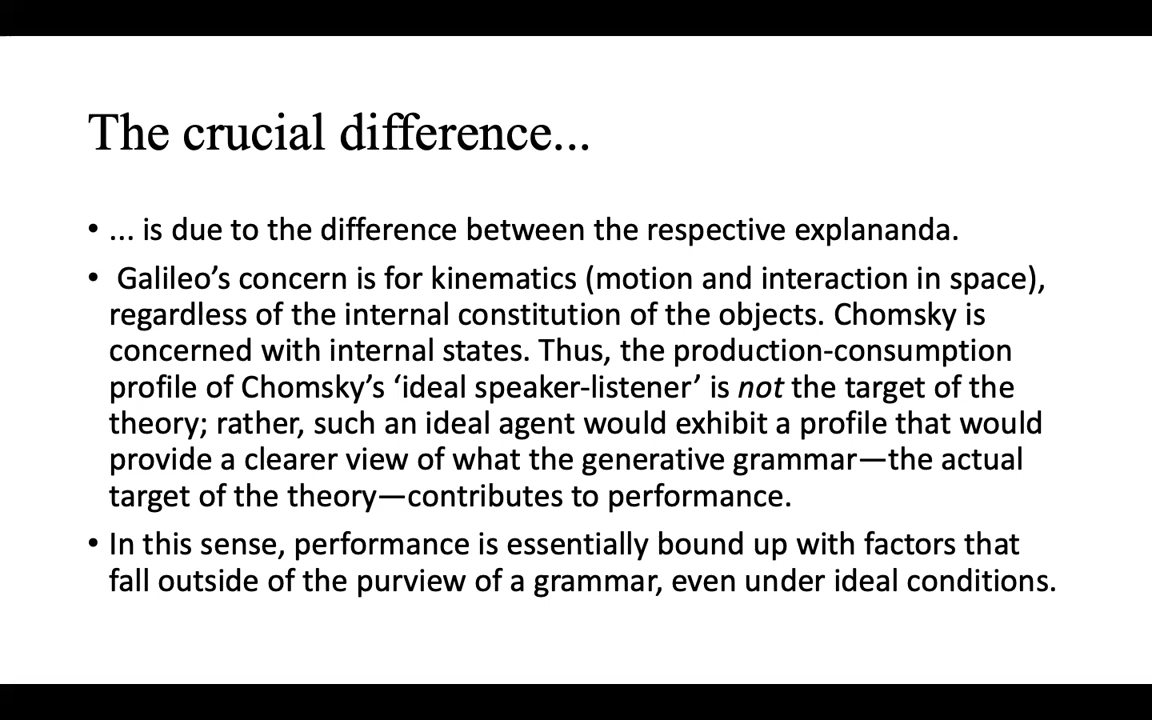 The crucial difference...
• ... is due to the difference between the respective explananda.
• Galileo’s concern is for kinematics (motion and interaction in space),
regardless of the internal constitution of the objects. Chomsky is
concerned with internal states. Thus, the production-consumption
profile of Chomsky’s ‘ideal speaker-listener’ is not the target of the
theory; rather, such an ideal agent would exhibit a profile that would
provide a clearer view of what the generative grammar—the actual
target of the theory—contributes to performance.
• In this sense, performance is essentially bound up with factors that
fall outside of the purview of a grammar, even under ideal conditions.